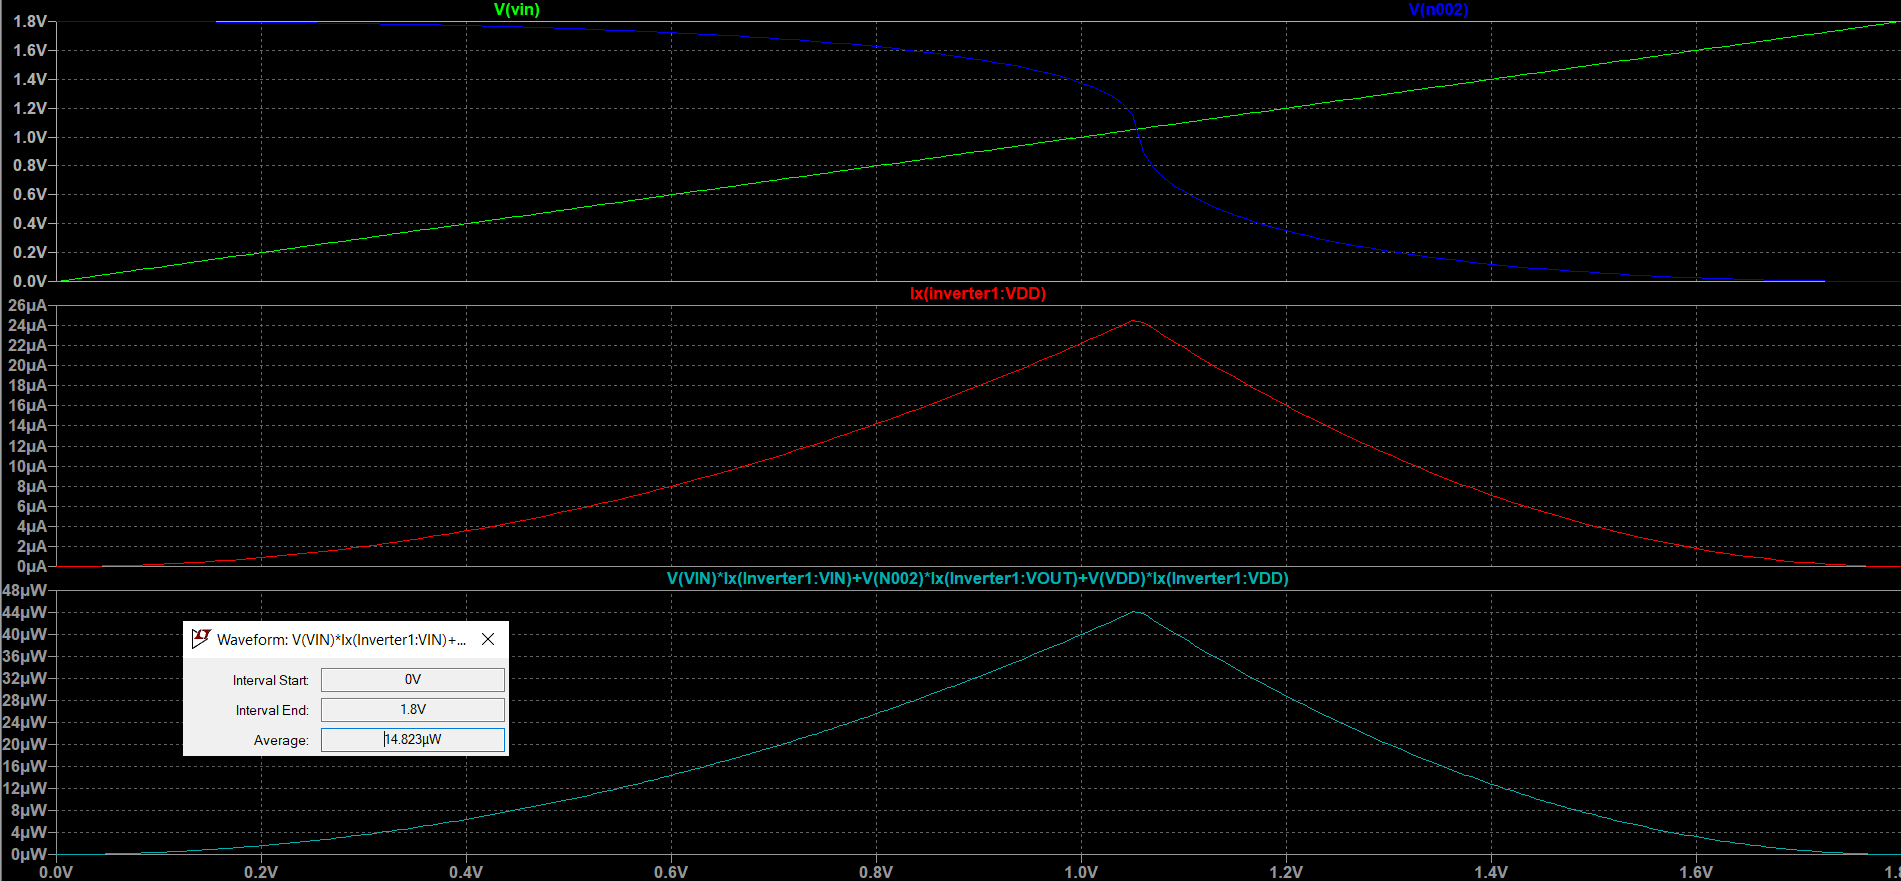 V(vin) V(n002)
1.8V
1.6V
1.4V
1.2V
1.0V
0.8V
0.6V
0.4V
0.2V
0.0V
Ix(inverter1:VDD)
26µA
24µA
22µA
20µA
18µA
16µA
14µA
12µA
10µA
8µA
6µA
4µA
2µA
0µA
V(VIN)*Ix(Inverter1:VIN)+V(N002)*Ix(Inverter1:VOUT)+V(VDD)*Ix(Inverter1:VDD)
48µW
44µW
40µW
36µW
32µW
28µW
24µW
20µW
16µW
12µW
8µW
4µW
0µW
Waveform: V(VIN)*Ix(Inverter1:VIN)+...
Interval Start: 0V
Interval End: 1.8V
Average: 14.823µW
0.0V 0.2V 0.4V 0.6V 0.8V 1.0V 1.2V 1.4V 1.6V